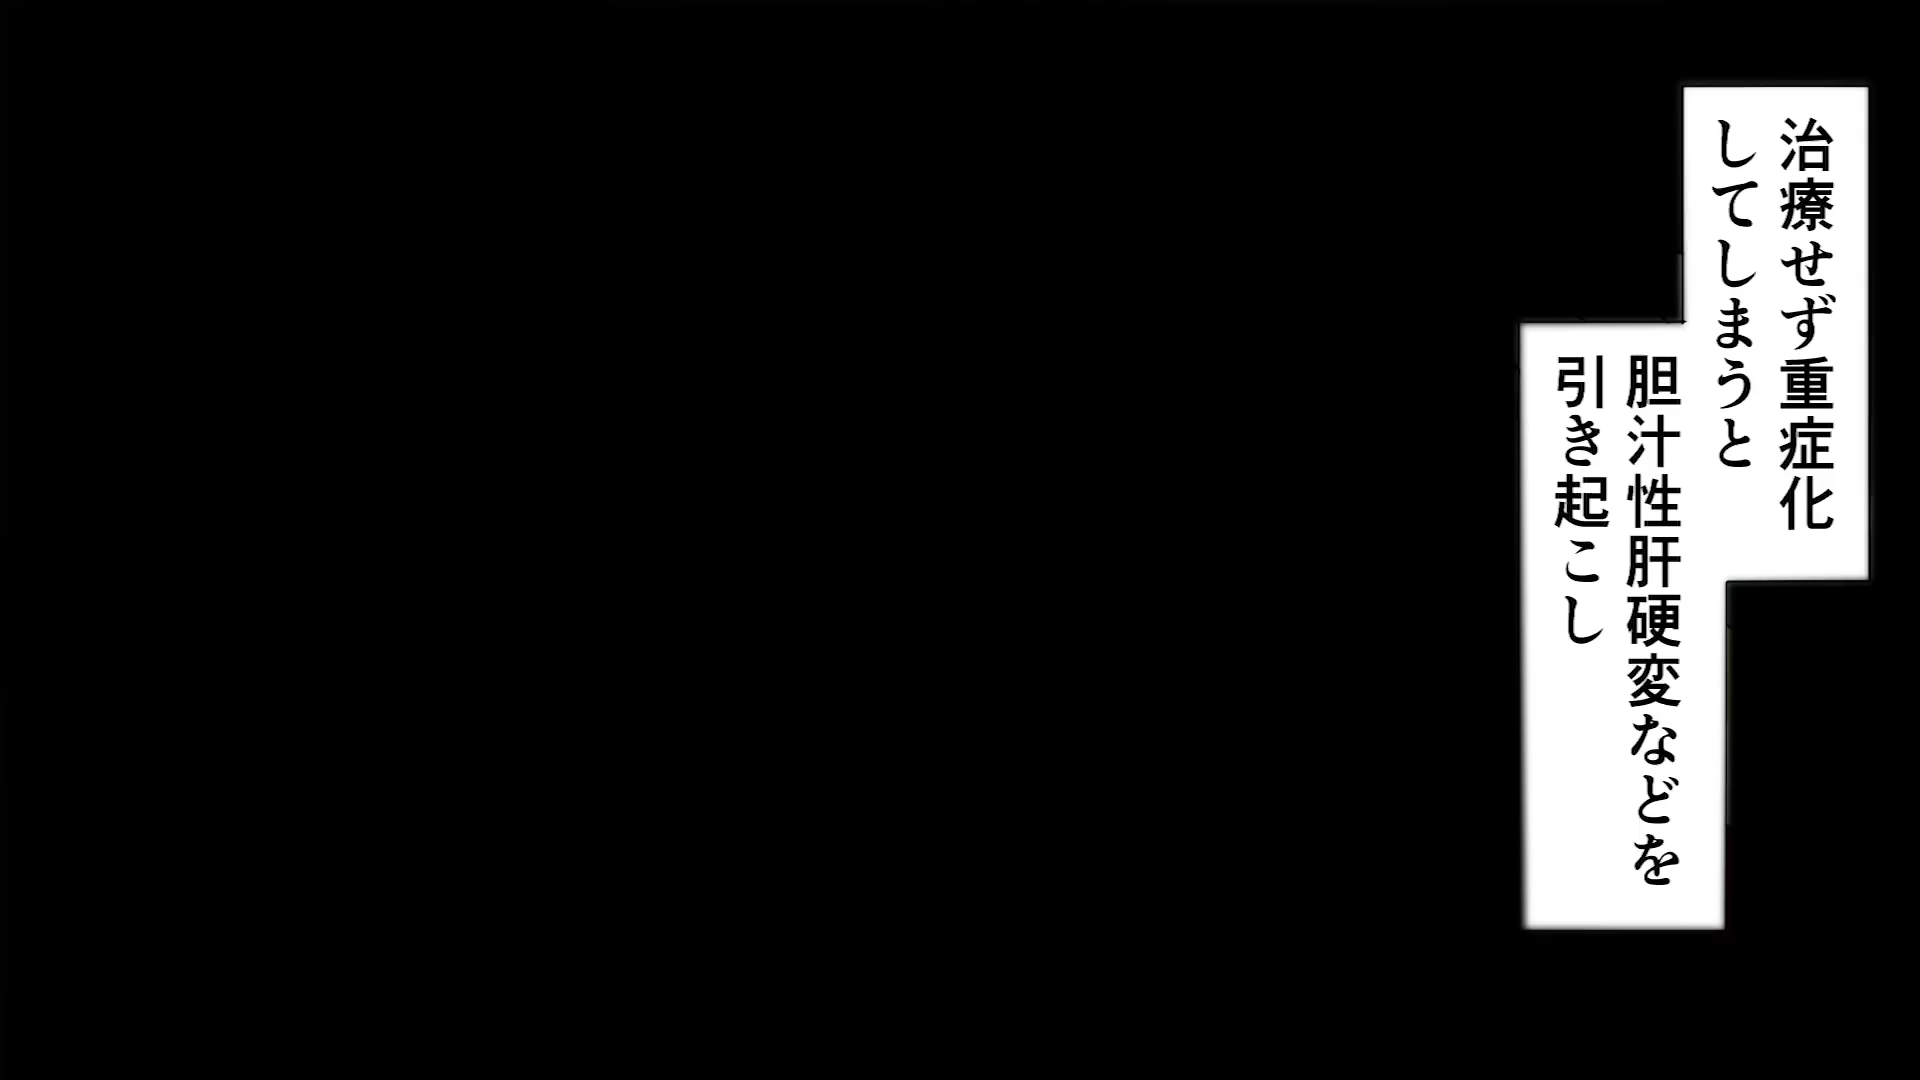 治療せず重症化
してしまうと
胆汁性肝硬変などを
引き起こし